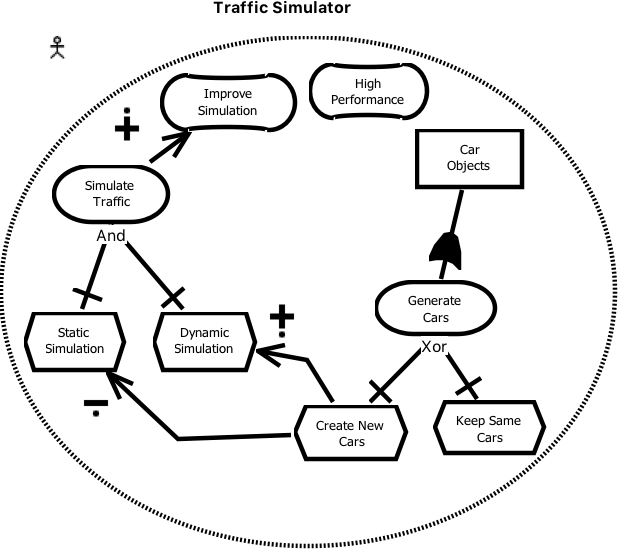 Traffic Simulator
Improve
Simulation
High
Performance
Car
Objects
Simulate
Traffic
And
Generate
Cars
Static
Simulation
Dynamic
Simulation
Xor
Create New
Cars
Keep Same
Cars